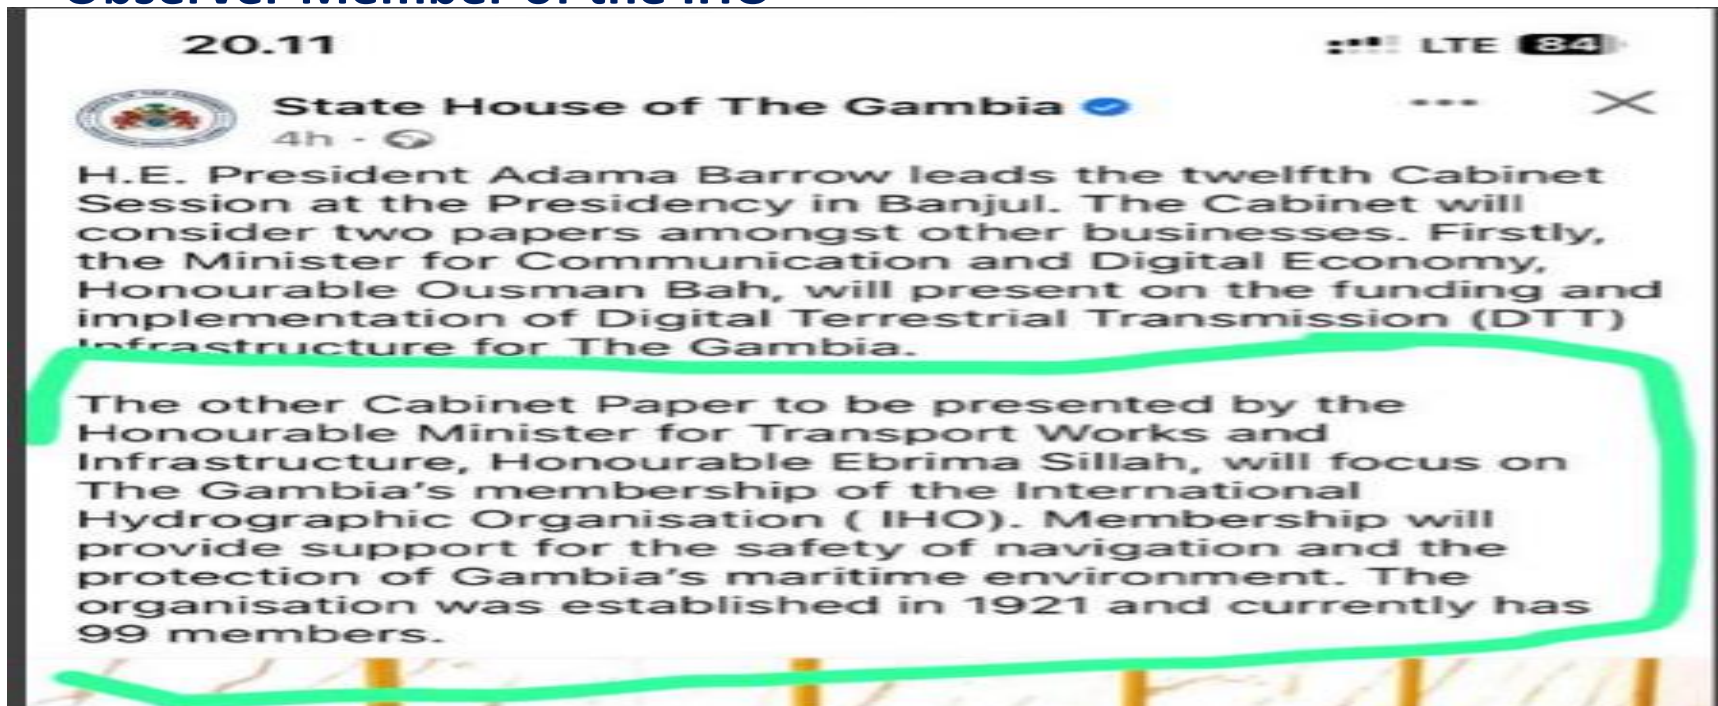 Observer Member of the IHO
20.11
LTE 84
State House of The Gambia
4h
H.E. President Adama Barrow leads the twelfth Cabinet
Session at the Presidency in Banjul. The Cabinet will
consider two papers amongst other businesses. Firstly,
the Minister for Communication and Digital Economy,
Honourable Ousman Bah, will present on the funding and
implementation of Digital Terrestrial Transmission (DTT)
Infrastructure for The Gambia.
The other Cabinet Paper to be presented by the
Honourable Minister for Transport Works and
Infrastructure, Honourable Ebrima Sillah, will focus on
The Gambia's membership of the International
Hydrographic Organisation ( IHO). Membership will
provide support for the safety of navigation and the
protection of Gambia's maritime environment. The
organisation was established in 1921 and currently has
99 members.